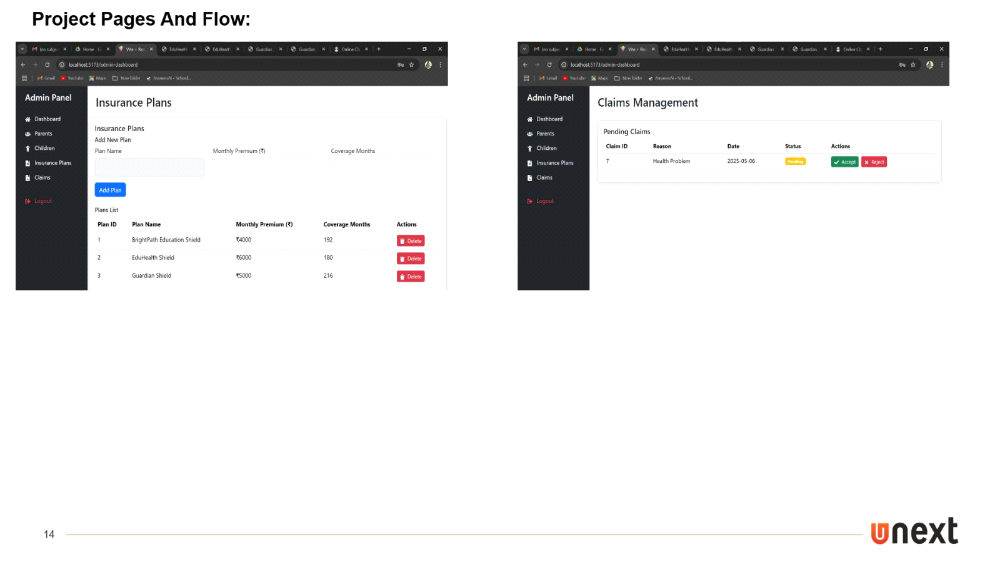 Project Pages And Flow:
(no subje
Home - G
Vite + Rea
EduHealth
EduHealth
Guardian
Guardian
Online Cl
localhost:5173/admin-dashboard
Gmail
YouTube
Maps
New folder
AnswersAi - School...
Admin Panel
Dashboard
Parents
Children
Insurance Plans
Claims
Logout
Insurance Plans
Insurance Plans
Add New Plan
Plan Name Monthly Premium (₹) Coverage Months
Add Plan
Plans List
Plan ID Plan Name Monthly Premium (₹) Coverage Months Actions
1 BrightPath Education Shield ₹4000 192 Delete
2 EduHealth Shield ₹6000 180 Delete
3 Guardian Shield ₹5000 216 Delete
(no subje
Home - G
Vite + Rea
EduHealth
EduHealth
Guardian
Guardian
Online Cl
localhost:5173/admin-dashboard
Gmail
YouTube
Maps
New folder
AnswersAi - School...
Admin Panel
Dashboard
Parents
Children
Insurance Plans
Claims
Logout
Claims Management
Pending Claims
Claim ID Reason Date Status Actions
7 Health Problem 2025-05-06 Pending Accept Reject
14
unext